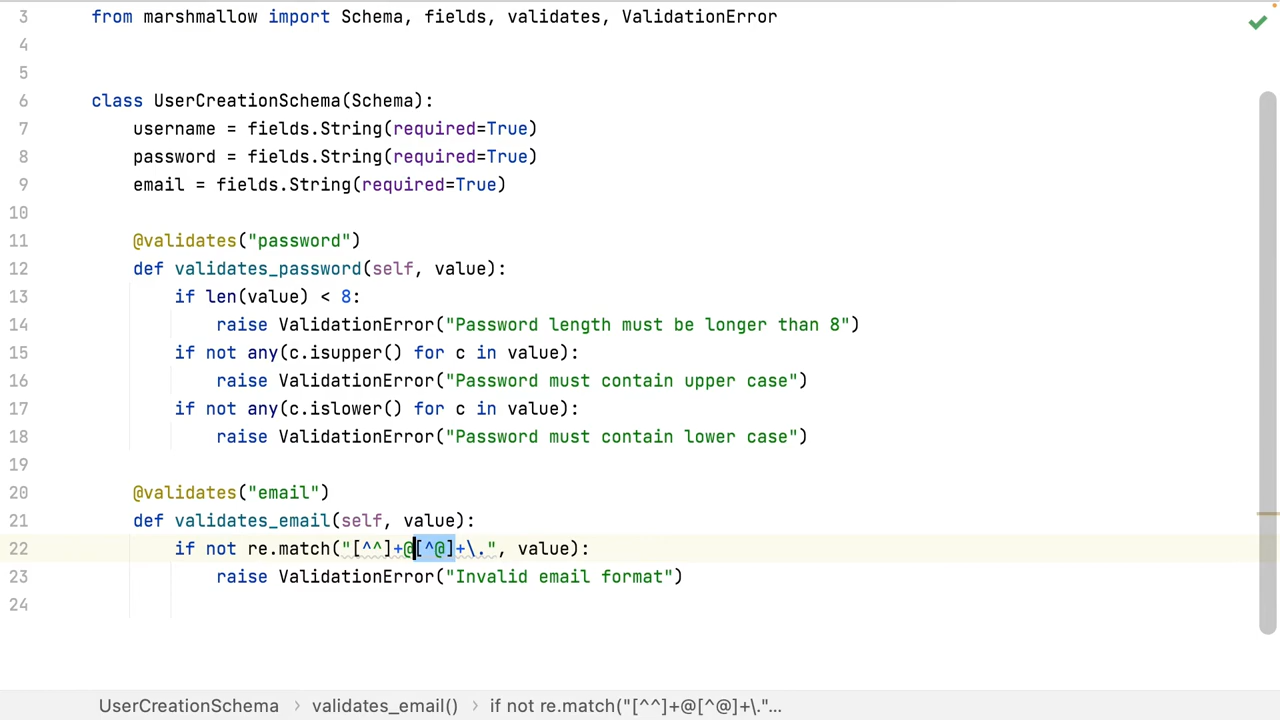 3 from marshmallow import Schema, fields, validates, ValidationError
4
5
6 class UserCreationSchema(Schema):
7     username = fields.String(required=True)
8     password = fields.String(required=True)
9     email = fields.String(required=True)
10
11     @validates("password")
12     def validates_password(self, value):
13         if len(value) < 8:
14             raise ValidationError("Password length must be longer than 8")
15         if not any(c.isupper() for c in value):
16             raise ValidationError("Password must contain upper case")
17         if not any(c.islower() for c in value):
18             raise ValidationError("Password must contain lower case")
19
20     @validates("email")
21     def validates_email(self, value):
22         if not re.match("[^^]+@[^@]+\.", value):
23             raise ValidationError("Invalid email format")
24
UserCreationSchema › validates_email() › if not re.match("[^^]+@[^@]+\."...